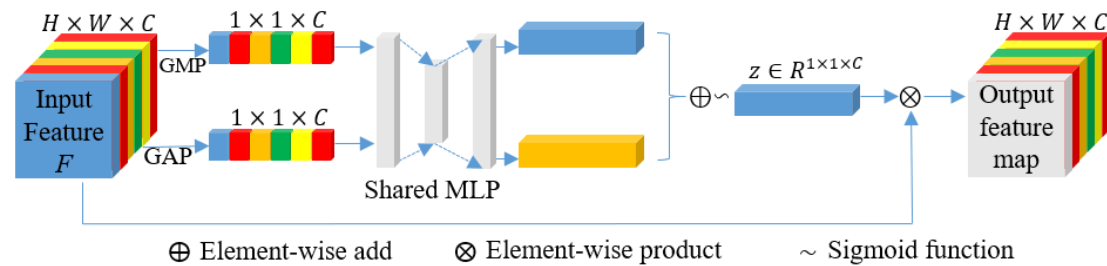 H × W × C
1 × 1 × C
GMP
Input
Feature
F
1 × 1 × C
GAP
Shared MLP
⊕ ~
z ∈ R^{1×1×C}
⊗
H × W × C
Output
feature
map
⊕ Element-wise add ⊗ Element-wise product ~ Sigmoid function